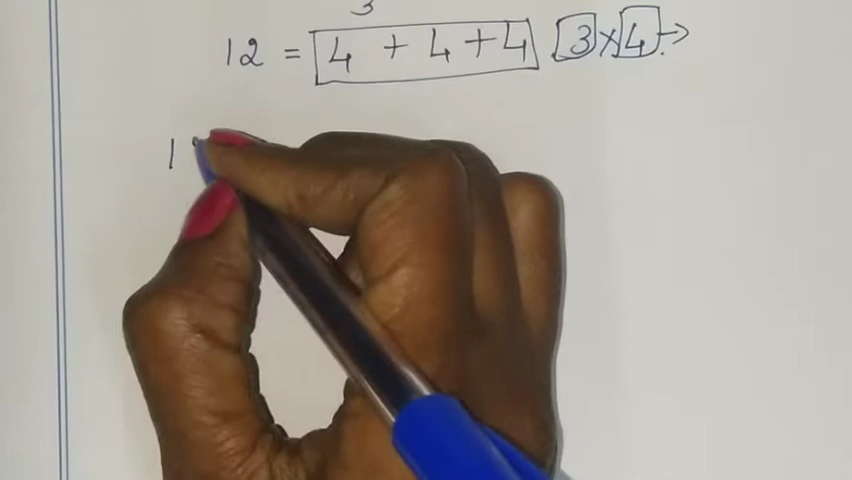 3
12 = 4 + 4 + 4 3 × 4 →
1